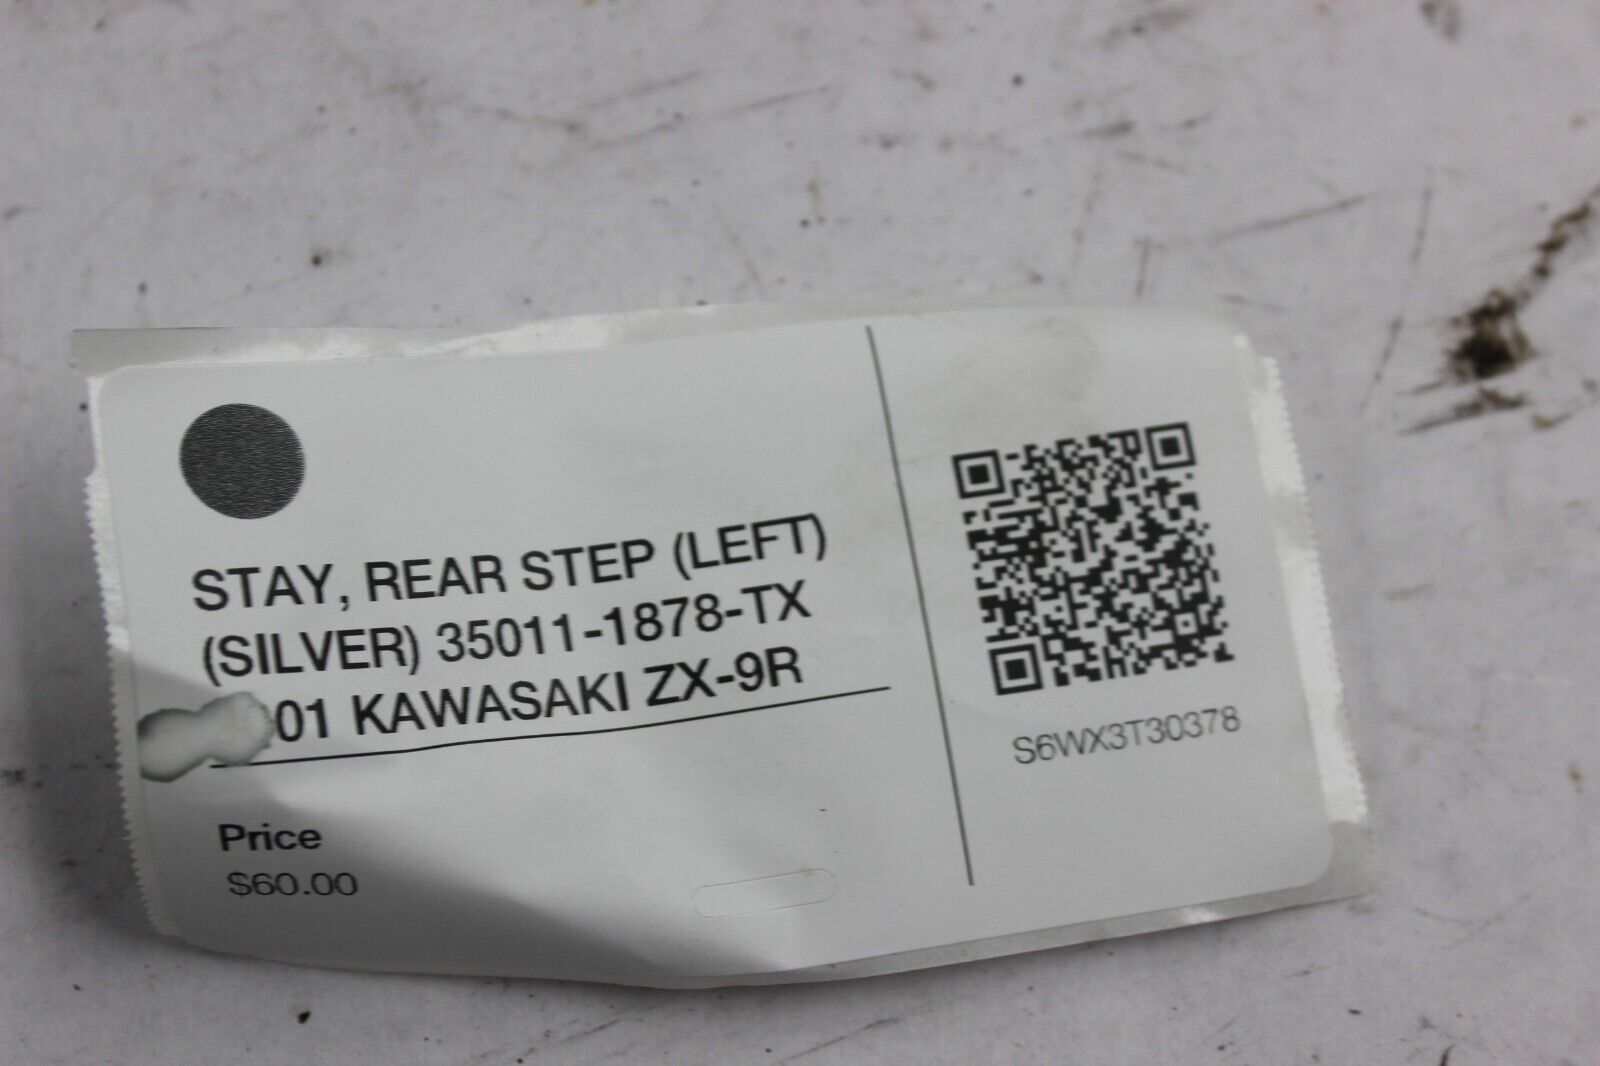 STAY, REAR STEP (LEFT)
(SILVER) 35011-1878-TX
01 KAWASAKI ZX-9R
Price
$60.00
S6WX3T30378